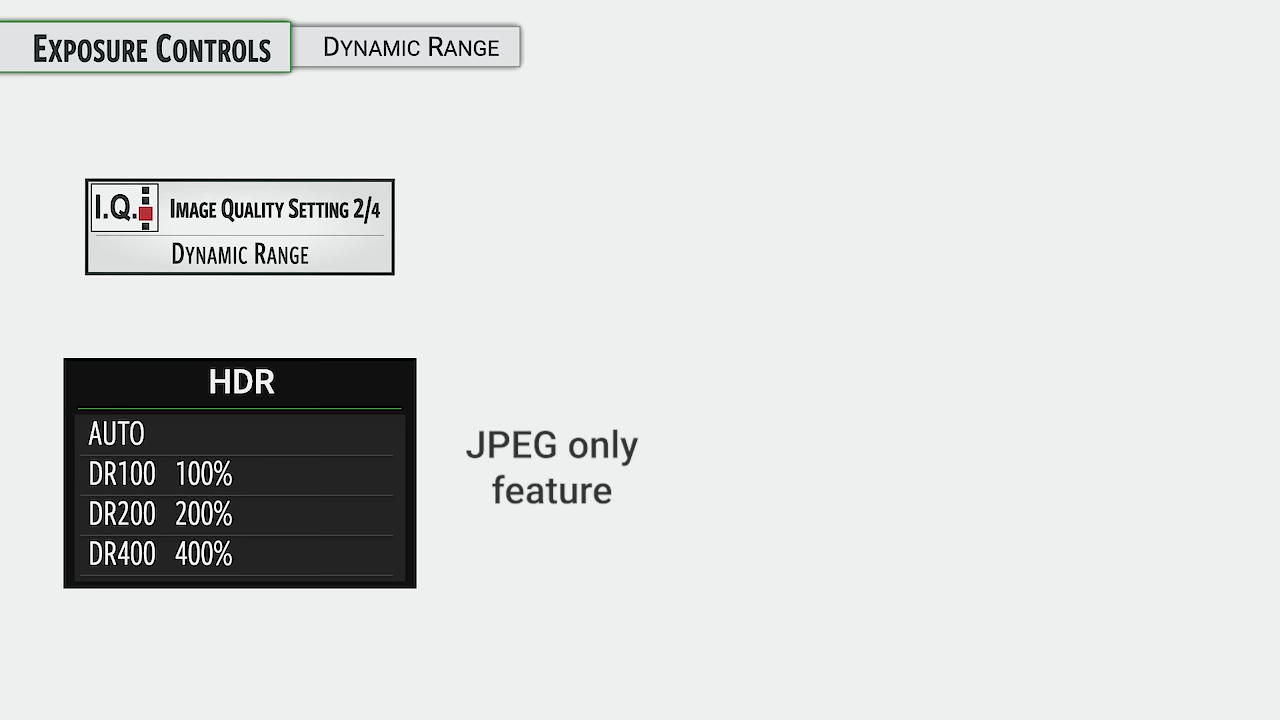 EXPOSURE CONTROLS
DYNAMIC RANGE
I.Q. IMAGE QUALITY SETTING 2/4
DYNAMIC RANGE
HDR
AUTO
DR100 100%
DR200 200%
DR400 400%
JPEG only
feature